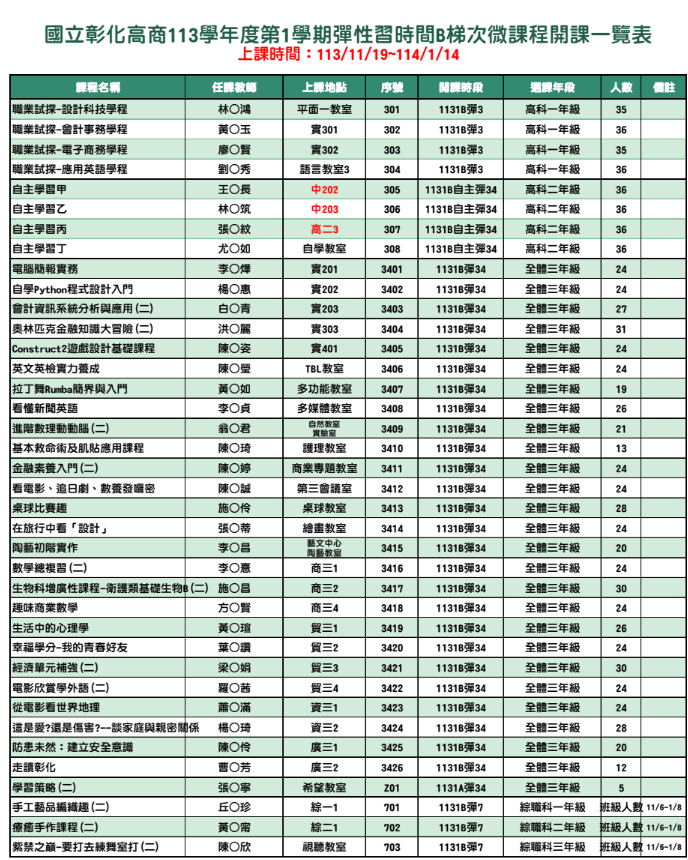 國立彰化高商113學年度第1學期彈性習時間B梯次微課程開課一覽表
上課時間：113/11/19~114/1/14
課程名稱 任課教師 上課地點 序號 開課時段 選課年段 人數 備註
職業試探-設計科技學程 林〇鴻 平面一教室 301 1131B彈3 高科一年級 35
職業試探-會計事務學程 黃〇玉 實301 302 1131B彈3 高科一年級 36
職業試探-電子商務學程 廖〇賢 實302 303 1131B彈3 高科一年級 35
職業試探-應用英語學程 劉〇秀 語言教室3 304 1131B彈3 高科一年級 36
自主學習甲 王〇長 中202 305 1131B自主彈34 高科二年級 36
自主學習乙 林〇筑 中203 306 1131B自主彈34 高科二年級 36
自主學習丙 張〇紋 高二3 307 1131B自主彈34 高科二年級 36
自主學習丁 尤〇如 自學教室 308 1131B自主彈34 高科二年級 36
電腦簡報實務 李〇燁 實201 3401 1131B彈34 全體三年級 24
自學Python程式設計入門 楊〇惠 實202 3402 1131B彈34 全體三年級 24
會計資訊系統分析與應用(二) 白〇青 實203 3403 1131B彈34 全體三年級 27
奧林匹克金融知識大冒險(二) 洪〇麗 實303 3404 1131B彈34 全體三年級 31
Construct2遊戲設計基礎課程 陳〇姿 實401 3405 1131B彈34 全體三年級 24
英文英檢實力養成 陳〇瑩 TBL教室 3406 1131B彈34 全體三年級 24
拉丁舞Rumba簡界與入門 黃〇如 多功能教室 3407 1131B彈34 全體三年級 19
看懂新聞英語 李〇貞 多媒體教室 3408 1131B彈34 全體三年級 26
進階數理動動腦(二) 翁〇君 自然教室 實驗室 3409 1131B彈34 全體三年級 21
基本救命術及肌貼應用課程 陳〇琦 護理教室 3410 1131B彈34 全體三年級 13
金融素養入門(二) 陳〇婷 商業專題教室 3411 1131B彈34 全體三年級 24
看電影、追日劇、數養發囉密 陳〇誠 第三會議室 3412 1131B彈34 全體三年級 24
桌球比賽趣 施〇伶 桌球教室 3413 1131B彈34 全體三年級 28
在旅行中看「設計」 張〇蒂 繪畫教室 3414 1131B彈34 全體三年級 24
陶藝初階實作 李〇昌 藝文中心 陶藝教室 3415 1131B彈34 全體三年級 20
數學總複習(二) 李〇憙 商三1 3416 1131B彈34 全體三年級 24
生物科增廣性課程-衛護類基礎生物B(二) 施〇昌 商三2 3417 1131B彈34 全體三年級 30
趣味商業數學 方〇賢 商三4 3418 1131B彈34 全體三年級 24
生活中的心理學 黃〇瑄 貿三1 3419 1131B彈34 全體三年級 26
幸福學分-我的青春好友 葉〇讚 貿三2 3420 1131B彈34 全體三年級 24
經濟單元補強(二) 梁〇娟 貿三3 3421 1131B彈34 全體三年級 30
電影欣賞學外語(二) 羅〇茜 貿三4 3422 1131B彈34 全體三年級 24
從電影看世界地理 蕭〇滿 資三1 3423 1131B彈34 全體三年級 24
這是愛?還是傷害?--談家庭與親密關係 楊〇琦 資三2 3424 1131B彈34 全體三年級 28
防患未然：建立安全意識 陳〇伶 廣三1 3425 1131B彈34 全體三年級 20
走讀彰化 曹〇芳 廣三2 3426 1131B彈34 全體三年級 12
學習策略(二) 張〇寧 希望教室 Z01 1131A彈34 全體三年級 5
手工藝品編織趣(二) 丘〇珍 綜一1 701 1131B彈7 綜職科一年級 班級人數 11/6-1/8
療癒手作課程(二) 黃〇甯 綜二1 702 1131B彈7 綜職科二年級 班級人數 11/6-1/8
紫禁之巔-要打去練舞室打(二) 陳〇欣 視聽教室 703 1131B彈7 綜職科三年級 班級人數 11/6-1/8